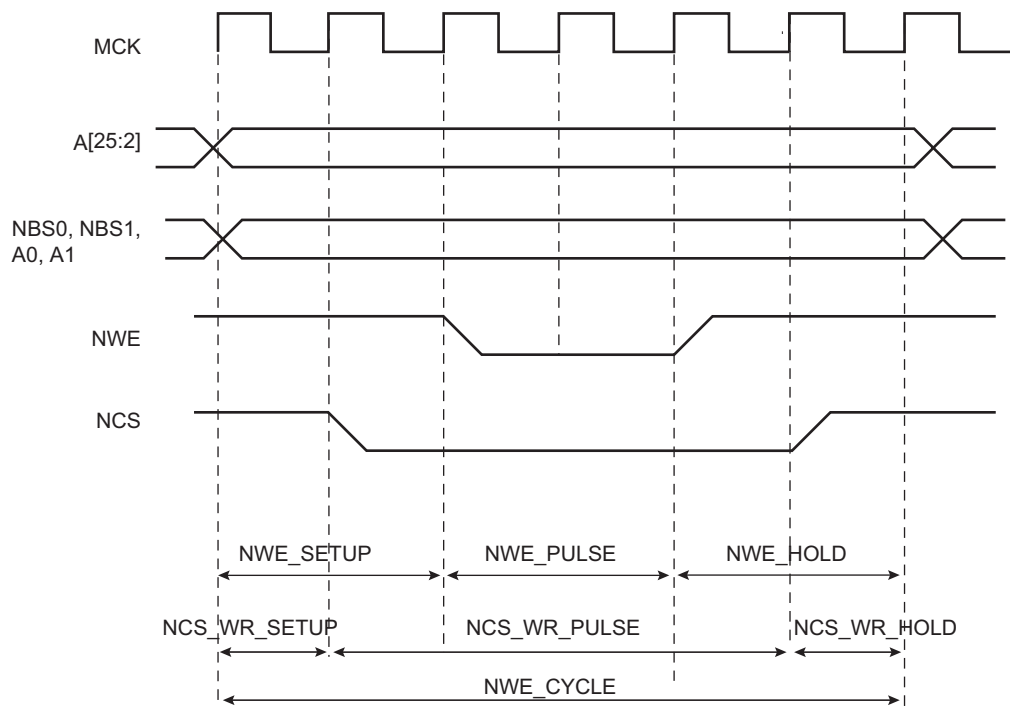 MCK
A[25:2]
NBS0, NBS1,
A0, A1
NWE
NCS
NWE_SETUP
NWE_PULSE
NWE_HOLD
NCS_WR_SETUP
NCS_WR_PULSE
NCS_WR_HOLD
NWE_CYCLE